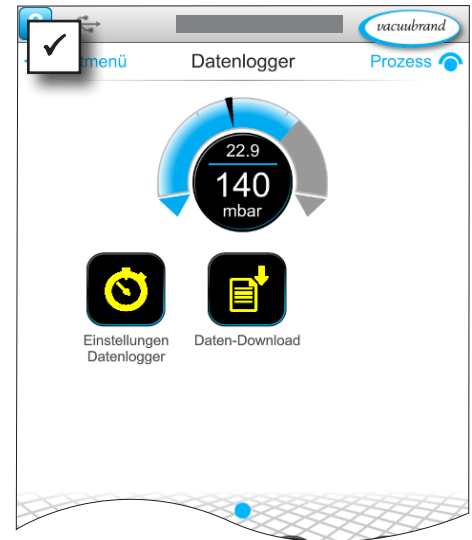 vacuubrand
menü Datenlogger Prozess
22.9
140
mbar
Einstellungen
Datenlogger
Daten-Download